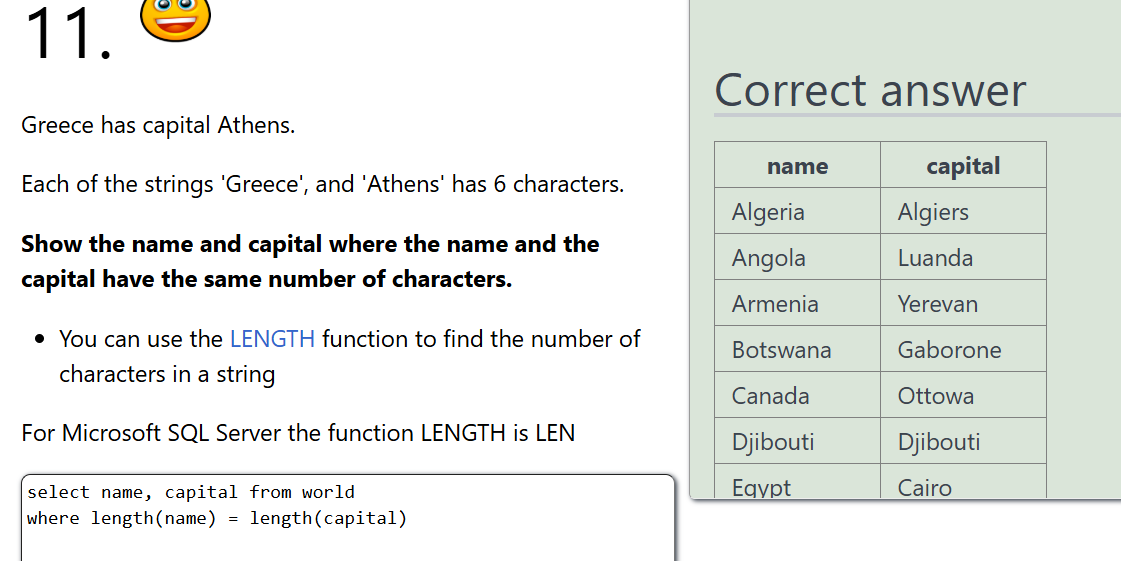 11.
Greece has capital Athens.
Each of the strings 'Greece', and 'Athens' has 6 characters.
Show the name and capital where the name and the
capital have the same number of characters.
• You can use the LENGTH function to find the number of
characters in a string
For Microsoft SQL Server the function LENGTH is LEN
select name, capital from world
where length(name) = length(capital)
Correct answer
name capital
Algeria Algiers
Angola Luanda
Armenia Yerevan
Botswana Gaborone
Canada Ottowa
Djibouti Djibouti
Egypt Cairo